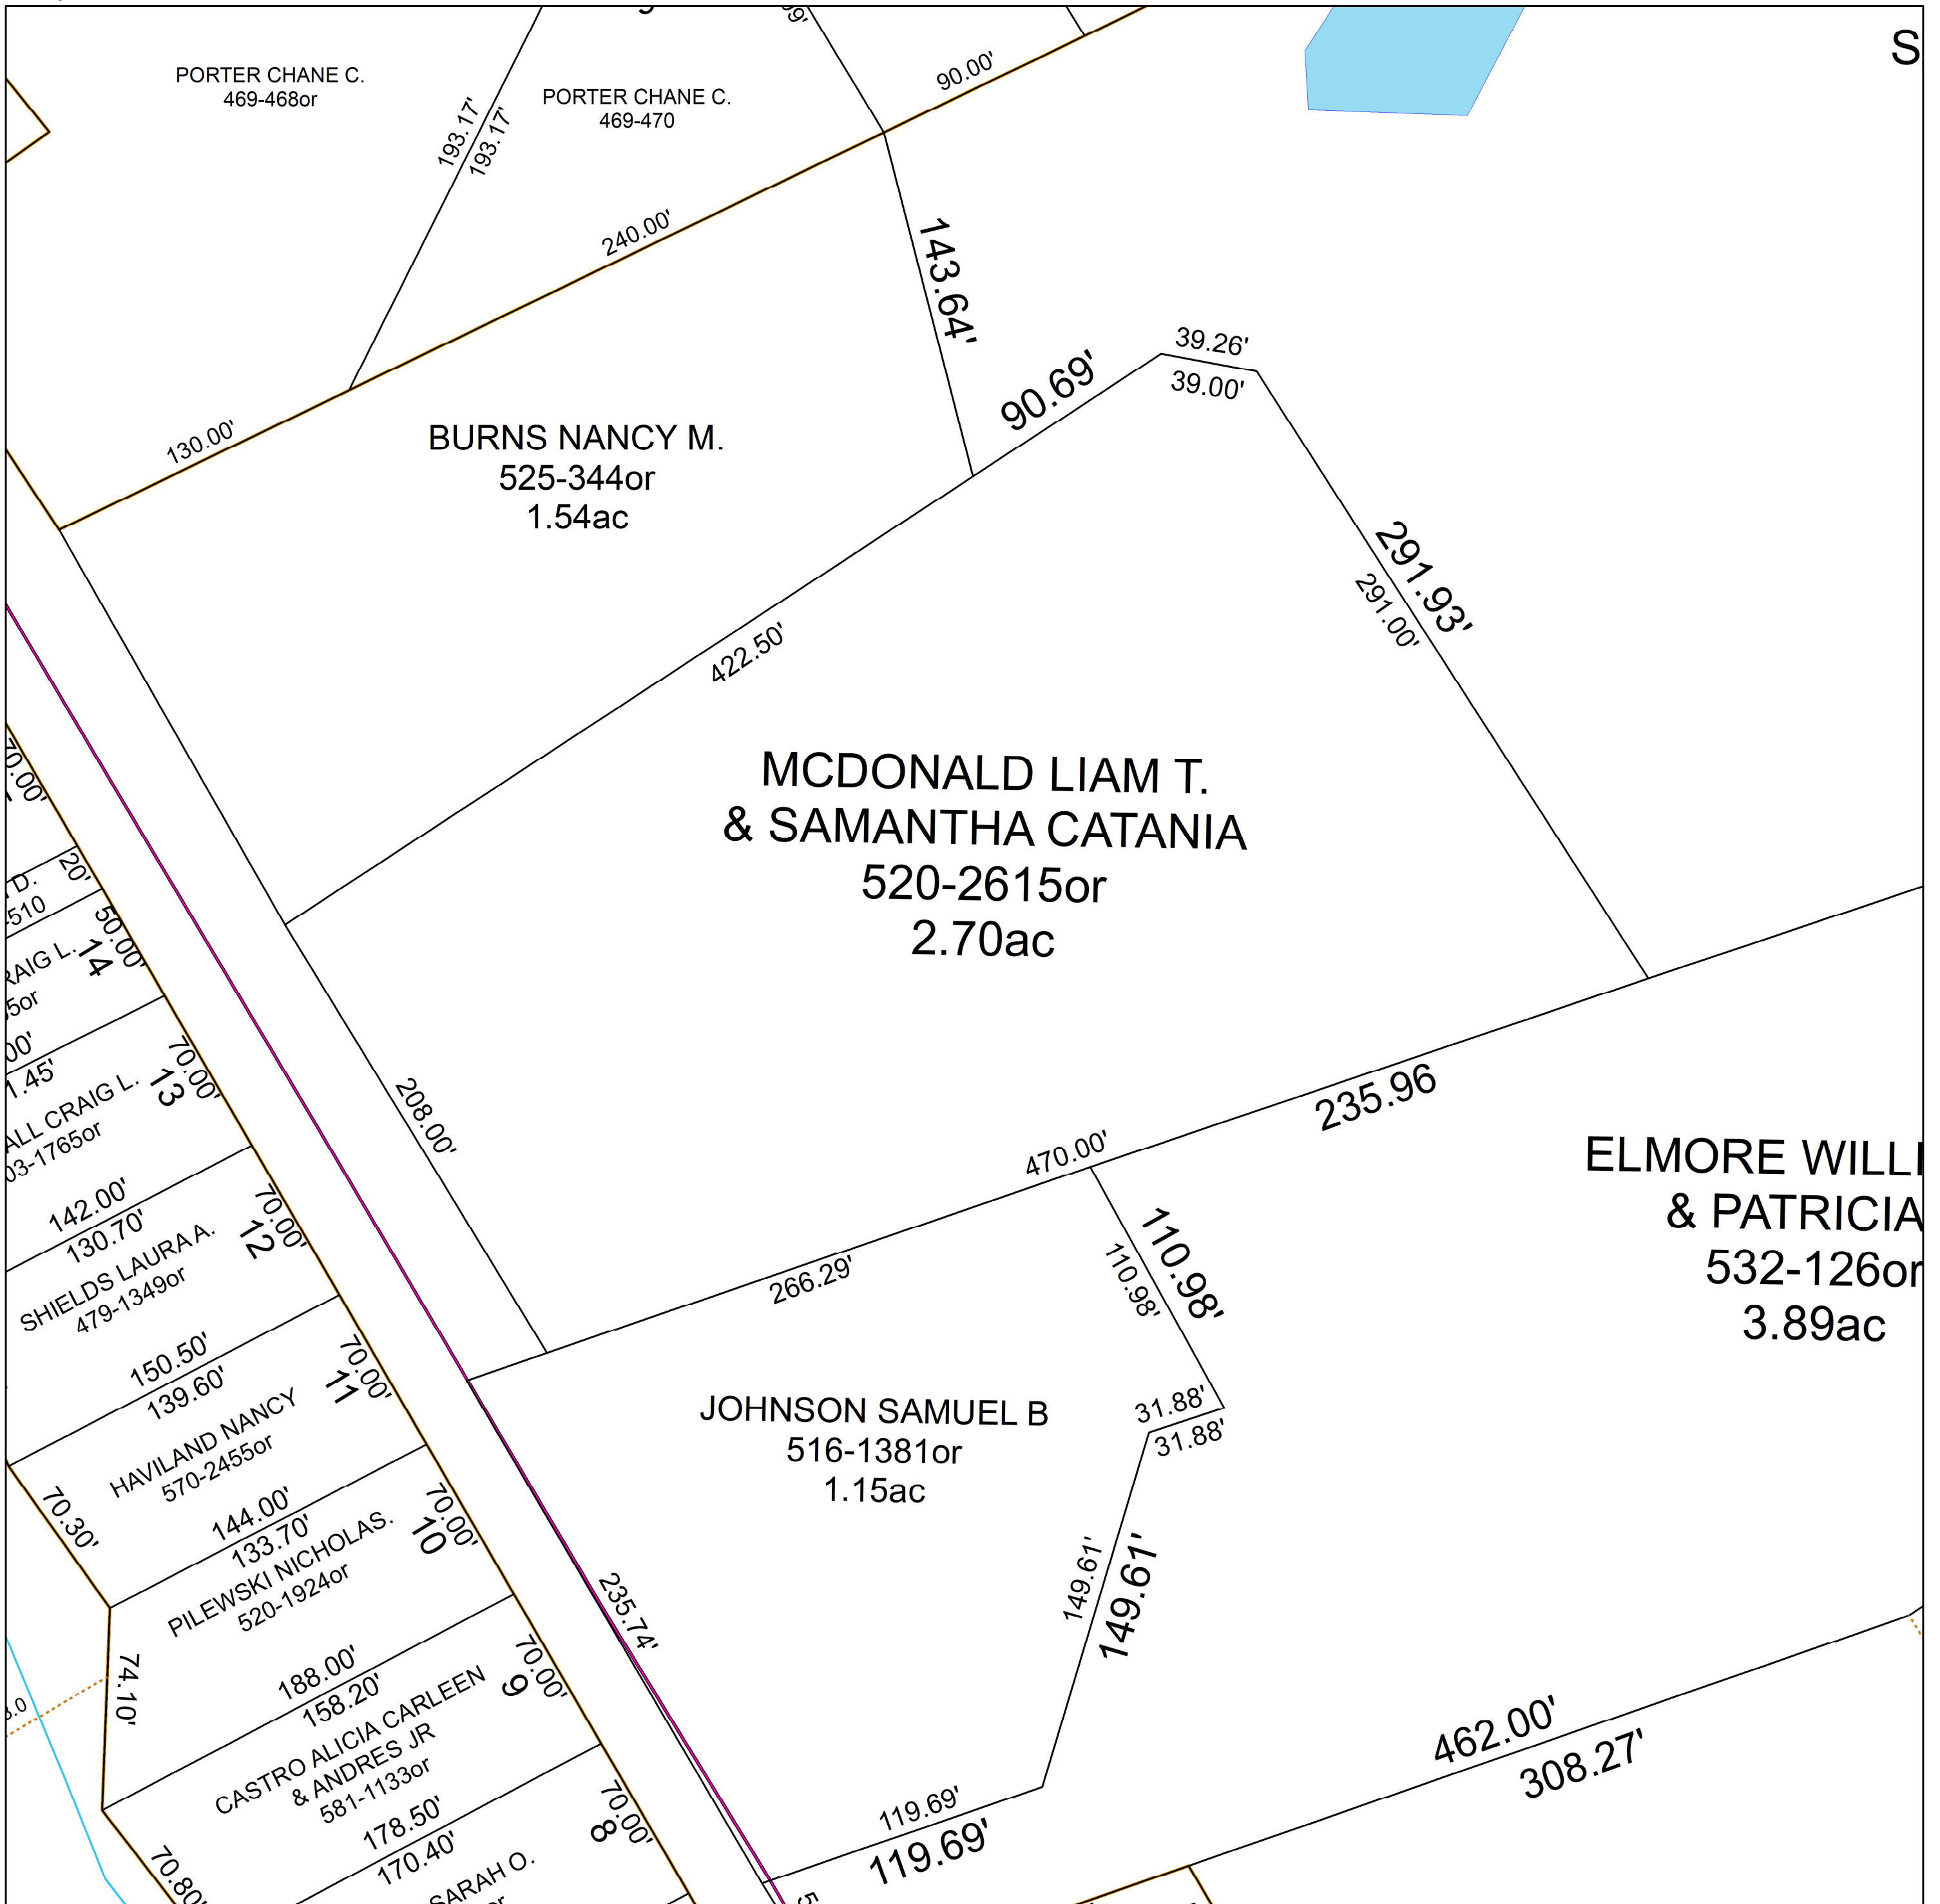 S
PORTER CHANE C.
469-468or
PORTER CHANE C.
469-470
193.17'
193.17'
90.00'
240.00'
143.64'
130.00'
BURNS NANCY M.
525-344or
1.54ac
90.69'
39.26'
39.00'
291.93'
291.00'
422.50'
MCDONALD LIAM T.
& SAMANTHA CATANIA
520-2615or
2.70ac
20'
D.
50.00'
14
L.
208.00'
70.00'
13
CRAIG L.
142.00'
130.70'
70.00'
12
SHIELDS LAURA A.
479-1349or
150.50'
139.60'
70.00'
11
HAVILAND NANCY
570-2455or
70.30'
144.00'
133.70'
70.00'
10
PILEWSKI NICHOLAS.
520-1924or
74.10'
188.00'
158.20'
70.00'
9
CASTRO ALICIA CARLEEN
& ANDRES JR
581-1133or
178.50'
170.40'
70.00'
8
70.80'
SARAH O.
235.96
470.00'
266.29'
110.98'
110.98'
ELMORE
& PATRICIA
532-126or
3.89ac
JOHNSON SAMUEL B
516-1381or
1.15ac
31.88'
31.88'
149.61'
149.61'
235.74'
119.69'
119.69'
462.00'
308.27'